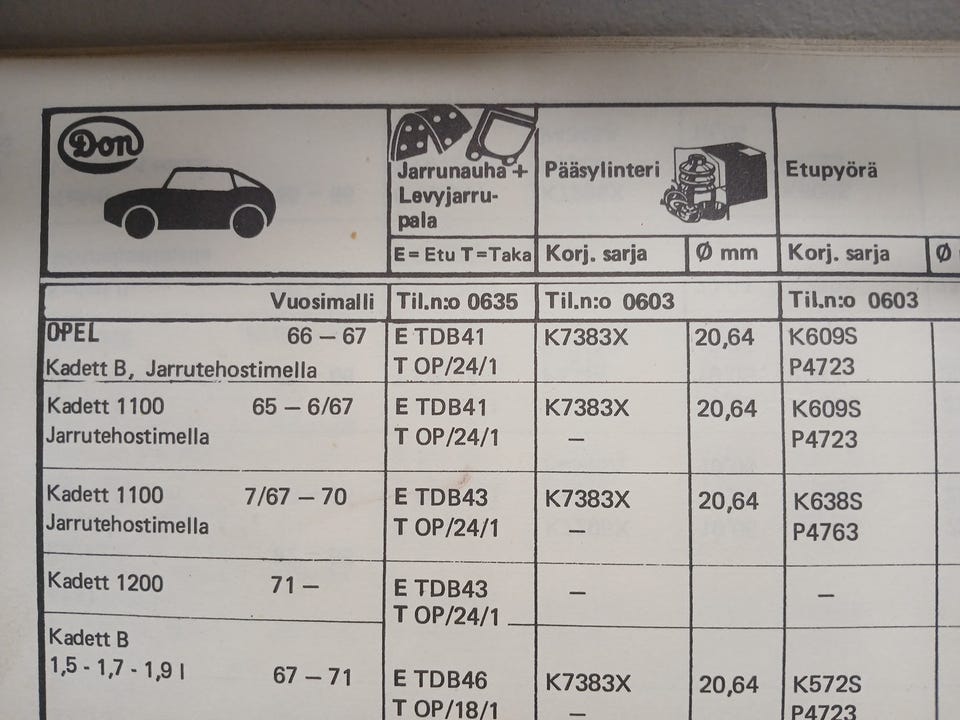 Don
Jarrunauha + Levyjarru-
pala
Pääsylinteri
Etupyörä
E = Etu T = Taka Korj. sarja Ø mm Korj. sarja Ø
Vuosimalli Til.n:o 0635 Til.n:o 0603 Til.n:o 0603
OPEL 66 – 67 E TDB41 K7383X 20,64 K609S
Kadett B, Jarrutehostimella T OP/24/1 P4723
Kadett 1100 65 – 6/67 E TDB41 K7383X 20,64 K609S
Jarrutehostimella T OP/24/1 – P4723
Kadett 1100 7/67 – 70 E TDB43 K7383X 20,64 K638S
Jarrutehostimella T OP/24/1 – P4763
Kadett 1200 71 – E TDB43 – –
T OP/24/1
Kadett B
1,5 - 1,7 - 1,9 l 67 – 71 E TDB46 K7383X 20,64 K572S
T OP/18/1 – P4723